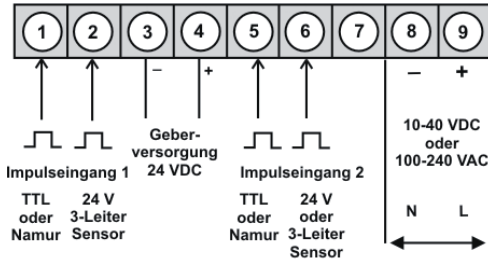 1 2 3 4 5 6 7 8 9
– + – +
Geber-
versorgung
24 VDC
10-40 VDC
oder
100-240 VAC
Impulseingang 1
Impulseingang 2
TTL
oder
Namur
24 V
3-Leiter
Sensor
TTL
oder
Namur
24 V
oder
3-Leiter
Sensor
N L